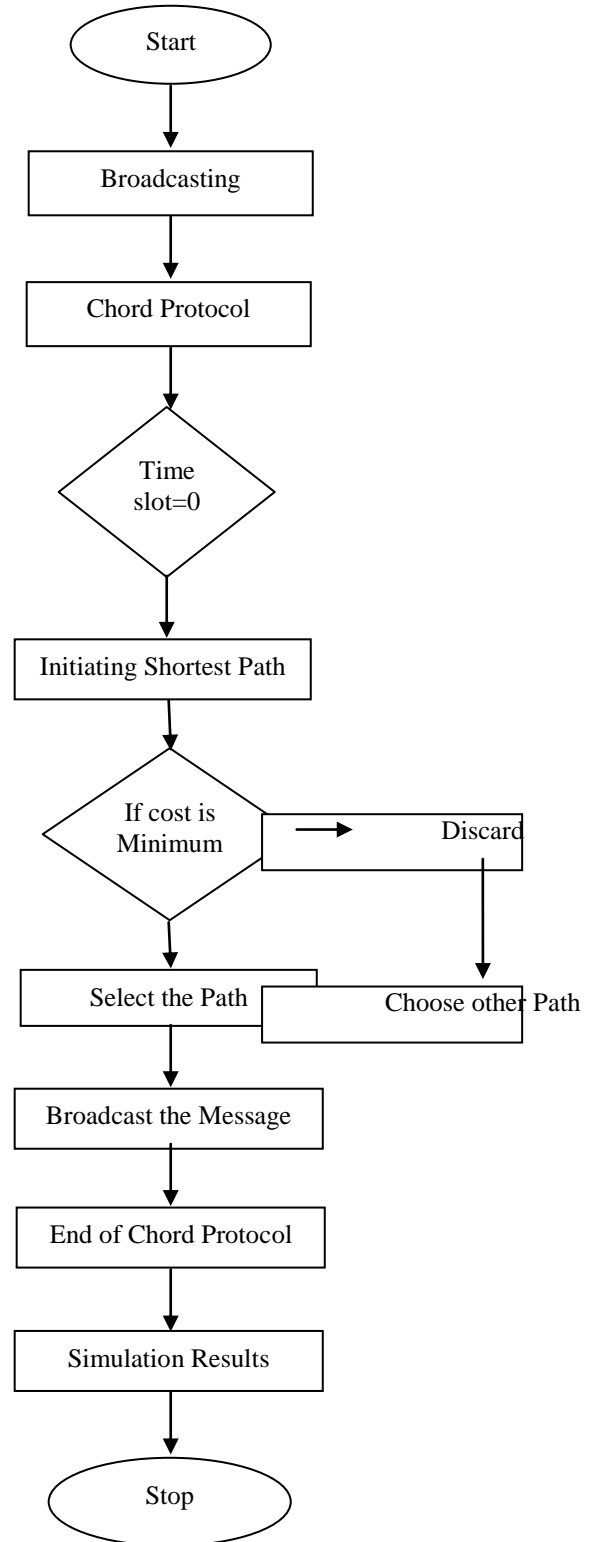 Start
Broadcasting
Chord Protocol
Time
slot=0
Initiating Shortest Path
If cost is
Minimum
Discard
Select the Path
Choose other Path
Broadcast the Message
End of Chord Protocol
Simulation Results
Stop